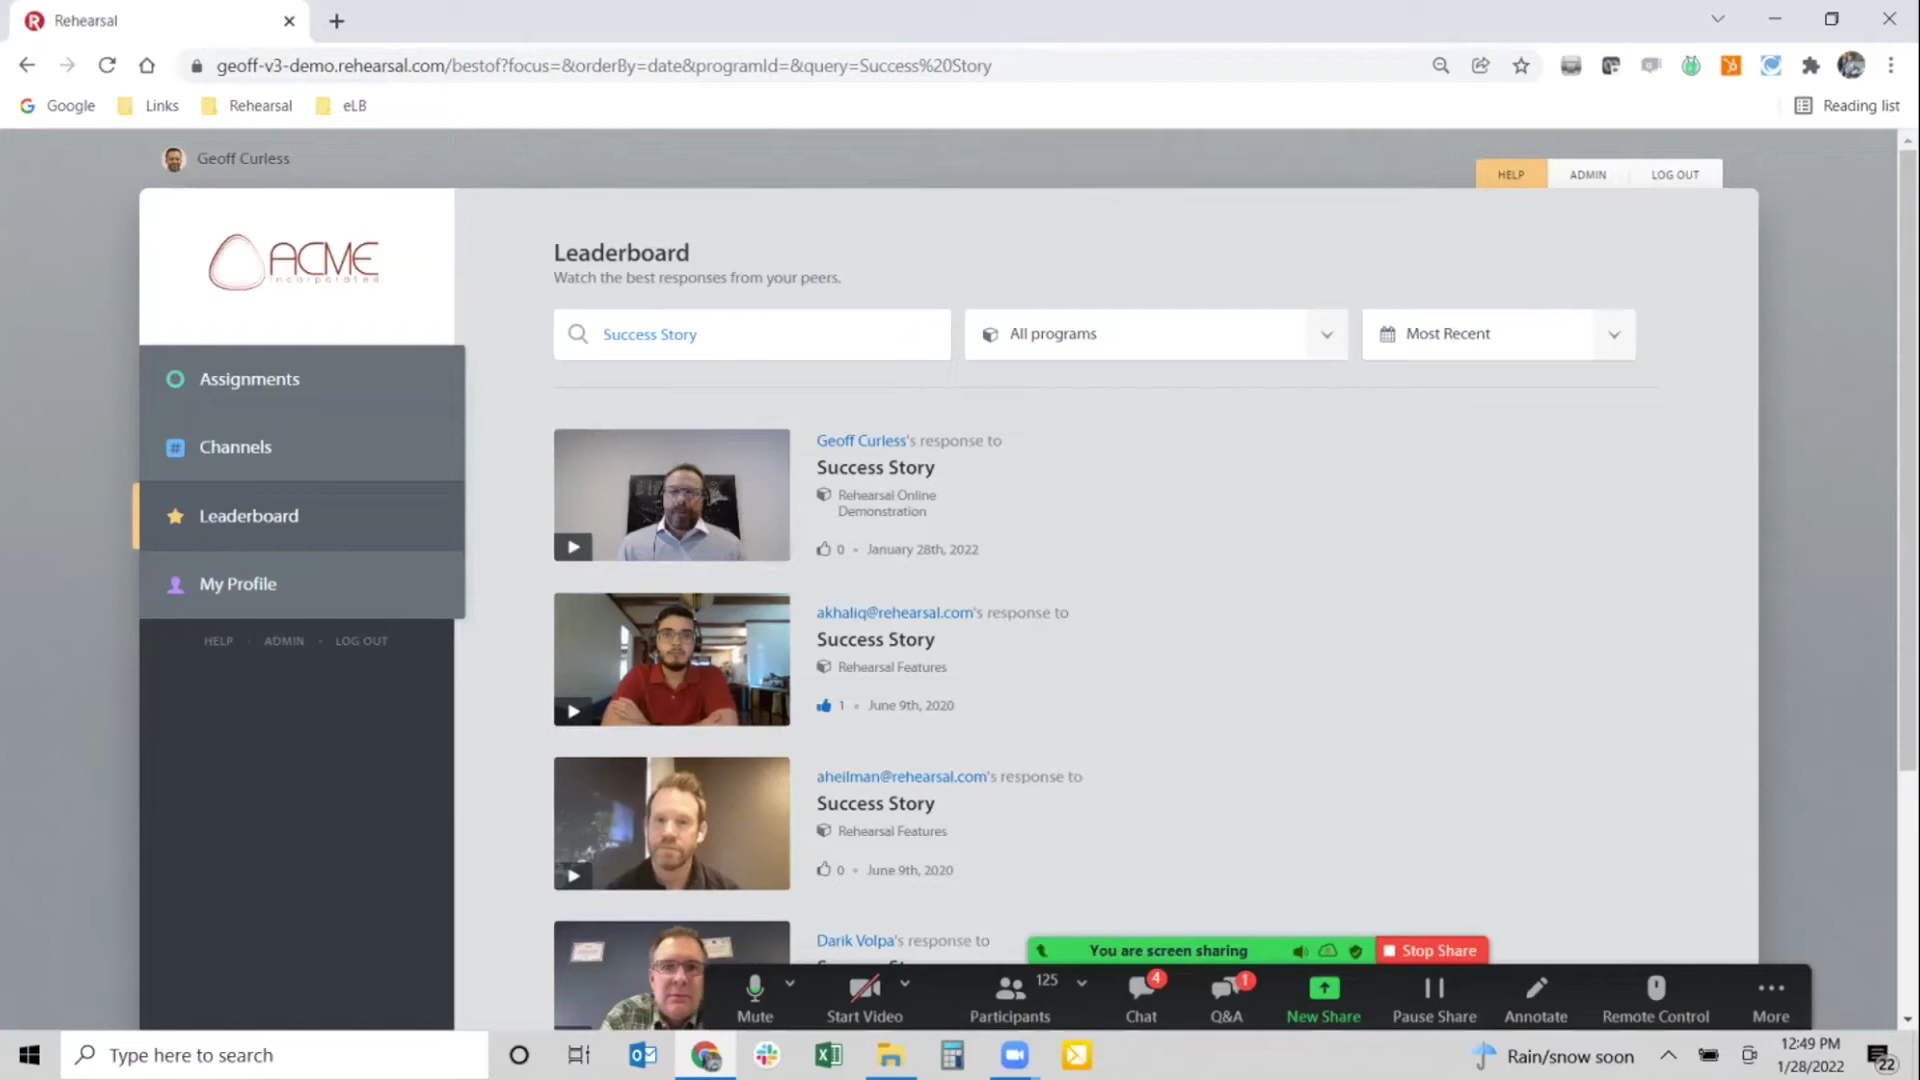 Rehearsal
geoff-v3-demo.rehearsal.com/bestof?focus=&orderBy=date&programId=&query=Success%20Story
Google
Links
Rehearsal
eLB
Reading list
Geoff Curless
HELP
ADMIN
LOG OUT
ACME
incorporated
Leaderboard
Watch the best responses from your peers.
Success Story
All programs
Most Recent
Assignments
Channels
Leaderboard
My Profile
HELP
ADMIN
LOG OUT
Geoff Curless's response to
Success Story
Rehearsal Online
Demonstration
0 • January 28th, 2022
akhaliq@rehearsal.com's response to
Success Story
Rehearsal Features
1 • June 9th, 2020
aheilman@rehearsal.com's response to
Success Story
Rehearsal Features
0 • June 9th, 2020
Darik Volpa's response to
You are screen sharing
Stop Share
Mute
Start Video
125
Participants
4
Chat
1
Q&A
New Share
Pause Share
Annotate
Remote Control
More
Type here to search
Rain/snow soon
12:49 PM
1/28/2022
22